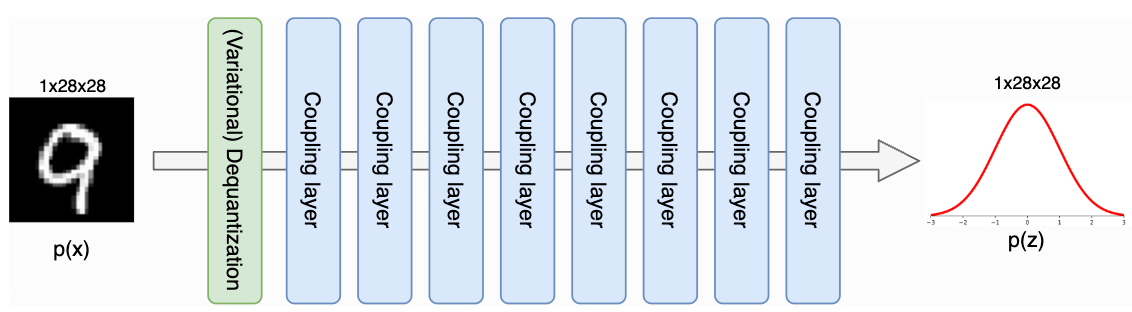 1x28x28
p(x)
(Variational) Dequantization
Coupling layer
Coupling layer
Coupling layer
Coupling layer
Coupling layer
Coupling layer
Coupling layer
Coupling layer
1x28x28
-3 -2 -1 0 1 2 3
p(z)